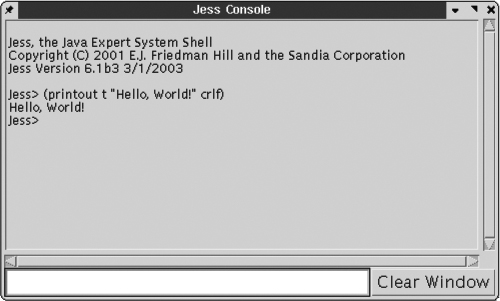 Jess Console
Jess, the Java Expert System Shell
Copyright (C) 2001 E.J. Friedman Hill and the Sandia Corporation
Jess Version 6.1b3 3/1/2003
Jess> (printout t "Hello, World!" crlf)
Hello, World!
Jess>
Clear Window